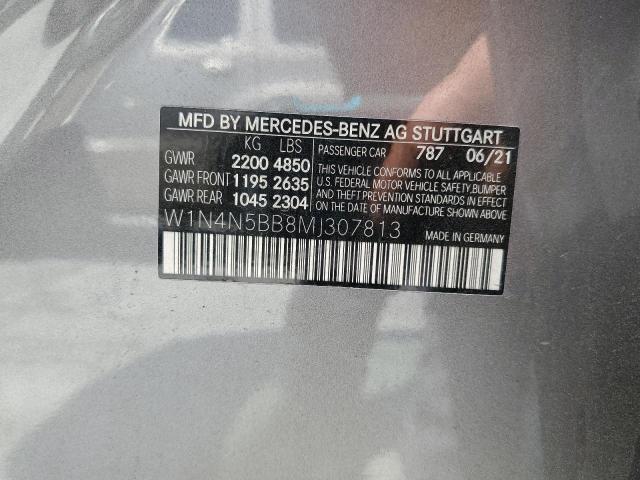 MFD BY MERCEDES-BENZ AG STUTTGART
KG LBS PASSENGER CAR 787 06/21
GWWR 2200 4850
GAWR FRONT 1195 2635
GAWR REAR 1045 2304
THIS VEHICLE CONFORMS TO ALL APPLICABLE
U.S. FEDERAL MOTOR VEHICLE SAFETY, BUMPER
AND THEFT PREVENTION STANDARDS IN EFFECT
ON THE DATE OF MANUFACTURE SHOWN ABOVE.
W1N4N5BB8MJ307813 MADE IN GERMANY